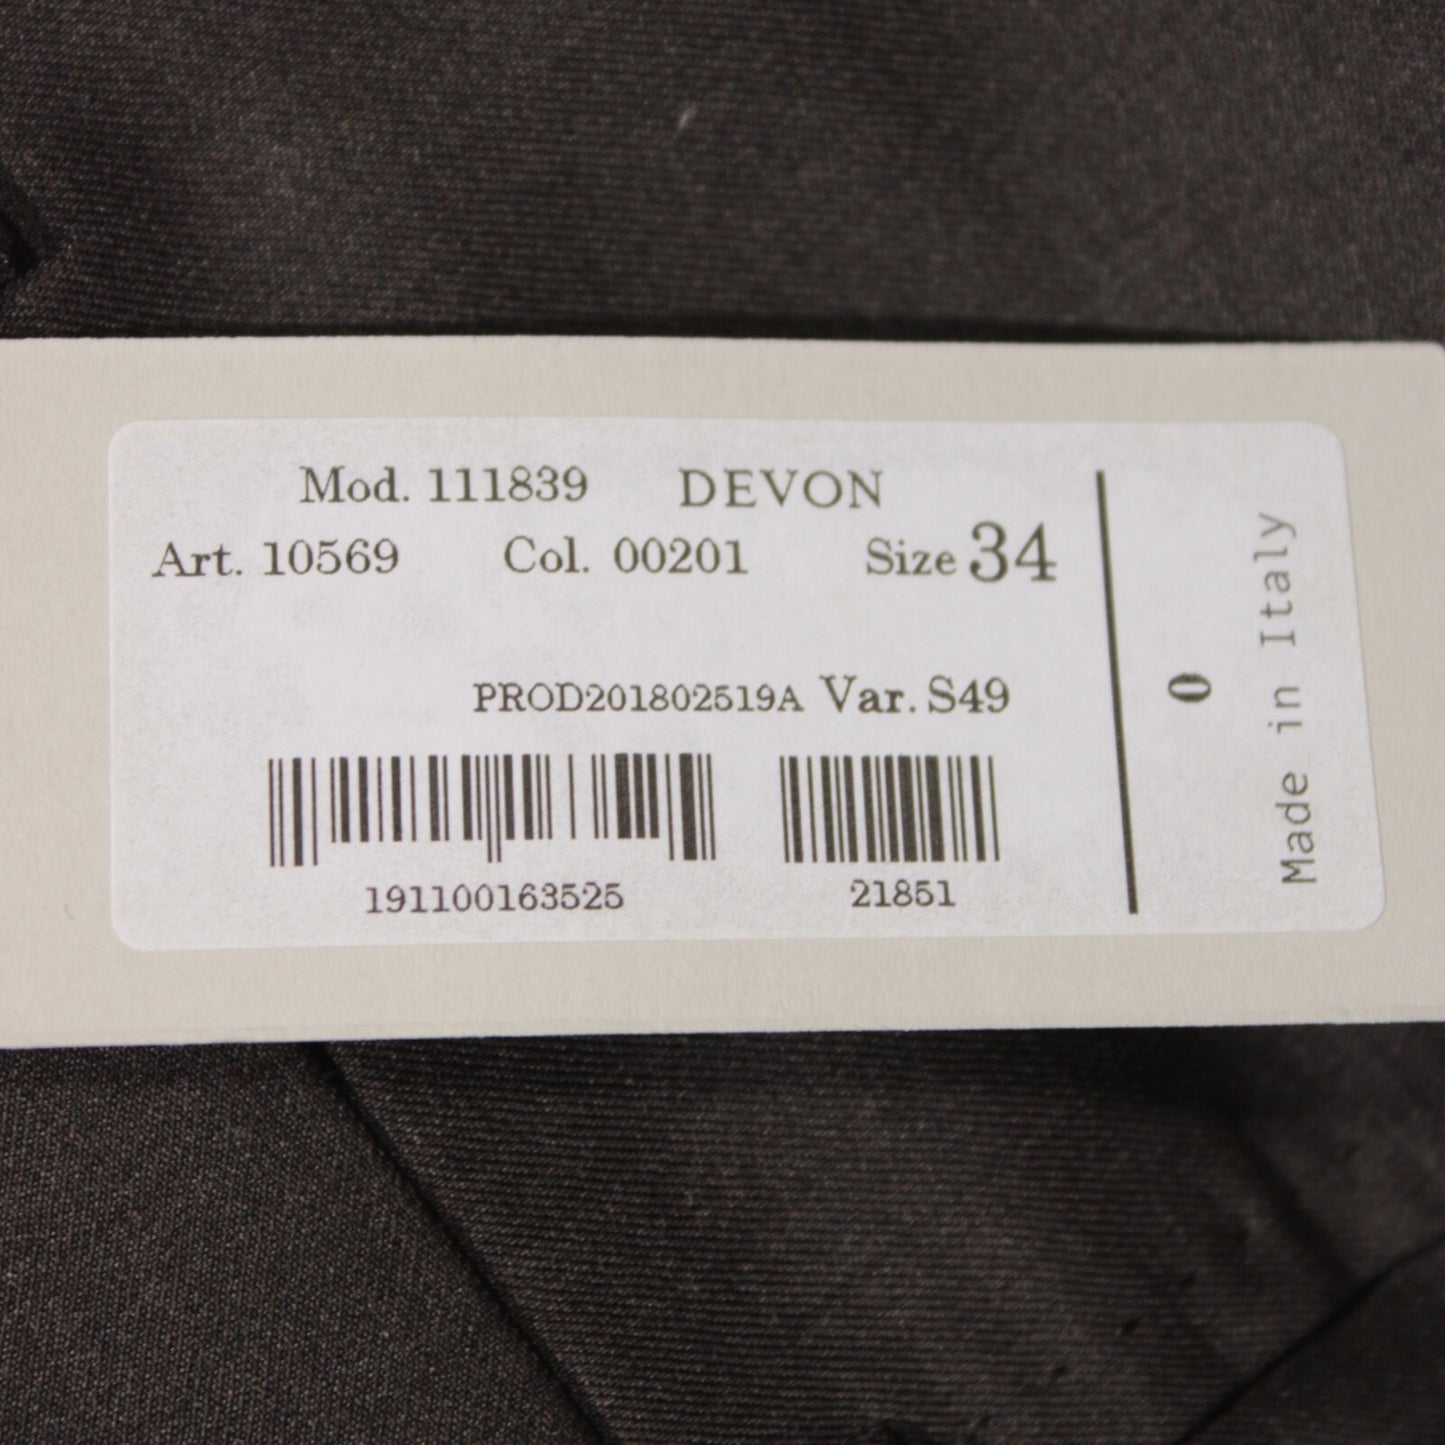 Mod. 111839 DEVON
Art. 10569 Col. 00201 Size 34
PROD201802519A Var. S49
191100163525 21851
0
Made in Italy